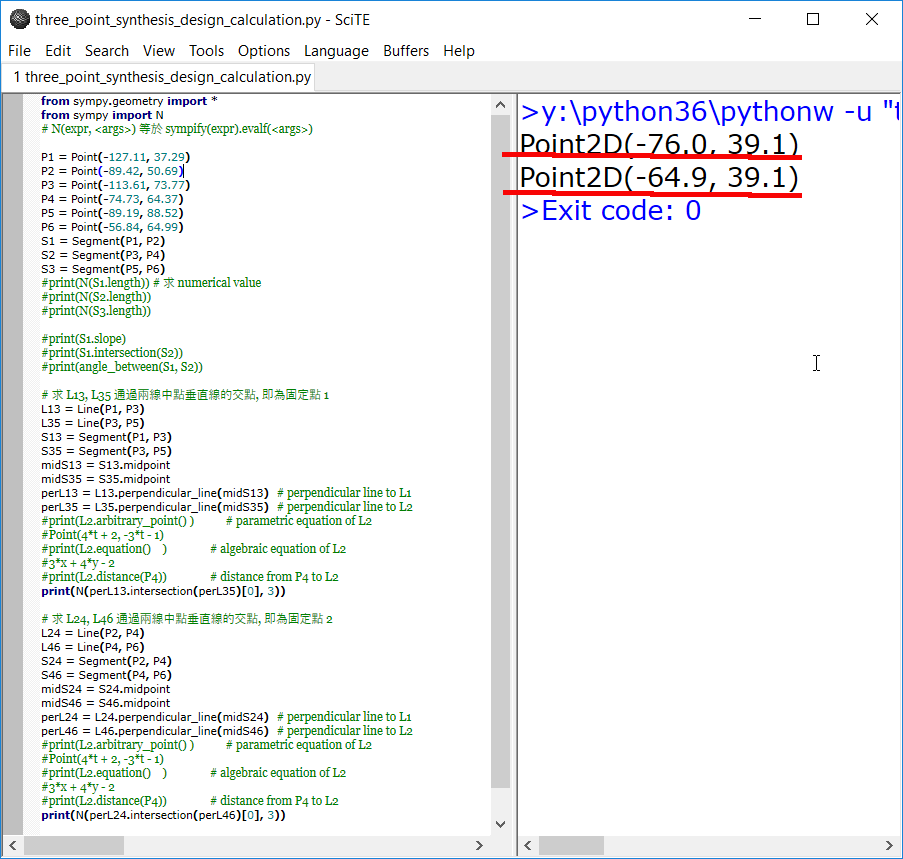 three_point_synthesis_design_calculation.py - SciTE
File Edit Search View Tools Options Language Buffers Help
1 three_point_synthesis_design_calculation.py
from sympy.geometry import *
from sympy import N
# N(expr, <args>) 等於 sympify(expr).evalf(<args>)
P1 = Point(-127.11, 37.29)
P2 = Point(-89.42, 50.69)
P3 = Point(-113.61, 73.77)
P4 = Point(-74.73, 64.37)
P5 = Point(-89.19, 88.52)
P6 = Point(-56.84, 64.99)
S1 = Segment(P1, P2)
S2 = Segment(P3, P4)
S3 = Segment(P5, P6)
#print(N(S1.length)) # 求 numerical value
#print(N(S2.length))
#print(N(S3.length))
#print(S1.slope)
#print(S1.intersection(S2))
#print(angle_between(S1, S2))
# 求 L13, L35 通過兩線中點垂直線的交點, 即為固定點 1
L13 = Line(P1, P3)
L35 = Line(P3, P5)
S13 = Segment(P1, P3)
S35 = Segment(P3, P5)
midS13 = S13.midpoint
midS35 = S35.midpoint
perL13 = L13.perpendicular_line(midS13) # perpendicular line to L1
perL35 = L35.perpendicular_line(midS35) # perpendicular line to L2
#print(L2.arbitrary_point() ) # parametric equation of L2
#Point(4*t + 2, -3*t - 1)
#print(L2.equation() ) # algebraic equation of L2
#3*x + 4*y - 2
#print(L2.distance(P4)) # distance from P4 to L2
print(N(perL13.intersection(perL35)[0], 3))
# 求 L24, L46 通過兩線中點垂直線的交點, 即為固定點 2
L24 = Line(P2, P4)
L46 = Line(P4, P6)
S24 = Segment(P2, P4)
S46 = Segment(P4, P6)
midS24 = S24.midpoint
midS46 = S46.midpoint
perL24 = L24.perpendicular_line(midS24) # perpendicular line to L1
perL46 = L46.perpendicular_line(midS46) # perpendicular line to L2
#print(L2.arbitrary_point() ) # parametric equation of L2
#Point(4*t + 2, -3*t - 1)
#print(L2.equation() ) # algebraic equation of L2
#3*x + 4*y - 2
#print(L2.distance(P4)) # distance from P4 to L2
print(N(perL24.intersection(perL46)[0], 3))
>y:\python36\pythonw -u "t
Point2D(-76.0, 39.1)
Point2D(-64.9, 39.1)
>Exit code: 0